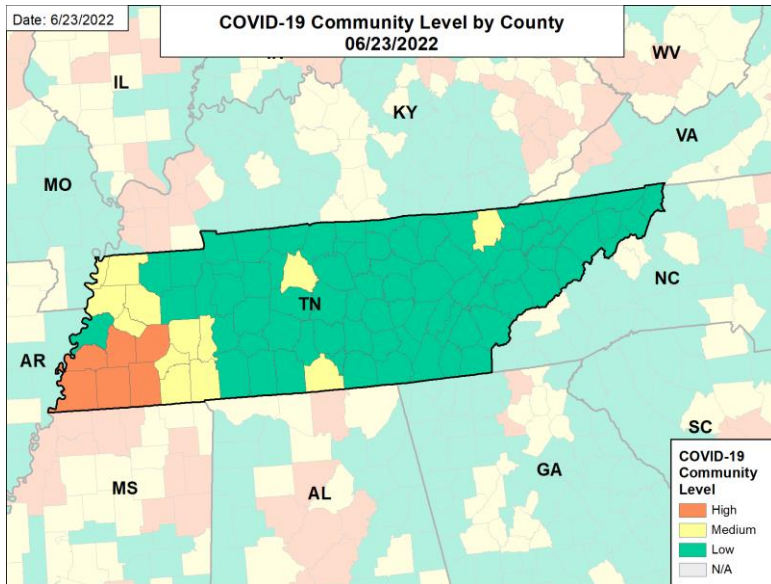 Date: 6/23/2022
COVID-19 Community Level by County
06/23/2022
WV
IL
KY
VA
MO
TN
NC
AR
SC
MS
AL
GA
COVID-19
Community
Level
High
Medium
Low
N/A